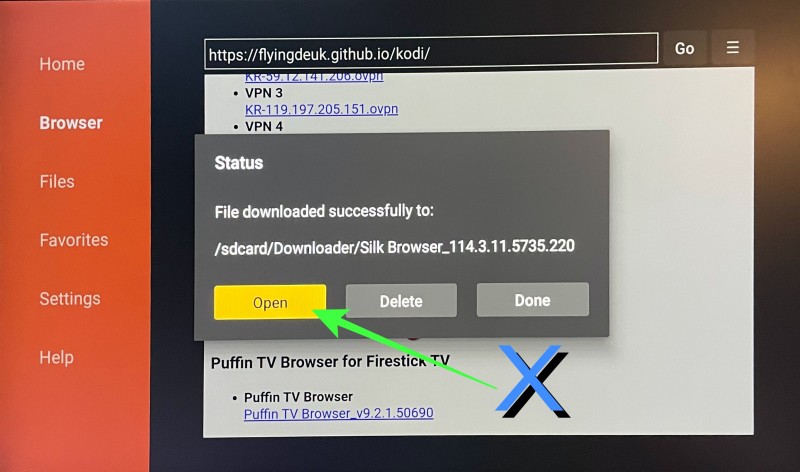 Home
Browser
Files
Favorites
Settings
Help
https://flyingdeuk.github.io/kodi/
Go
☰
KR-59.12.141.206.ovpn
• VPN 3
KR-119.197.205.151.ovpn
• VPN 4
Status
File downloaded successfully to:
/sdcard/Downloader/Silk Browser_114.3.11.5735.220
Open
Delete
Done
Puffin TV Browser for Firestick TV
X
• Puffin TV Browser
Puffin TV Browser_v9.2.1.50690